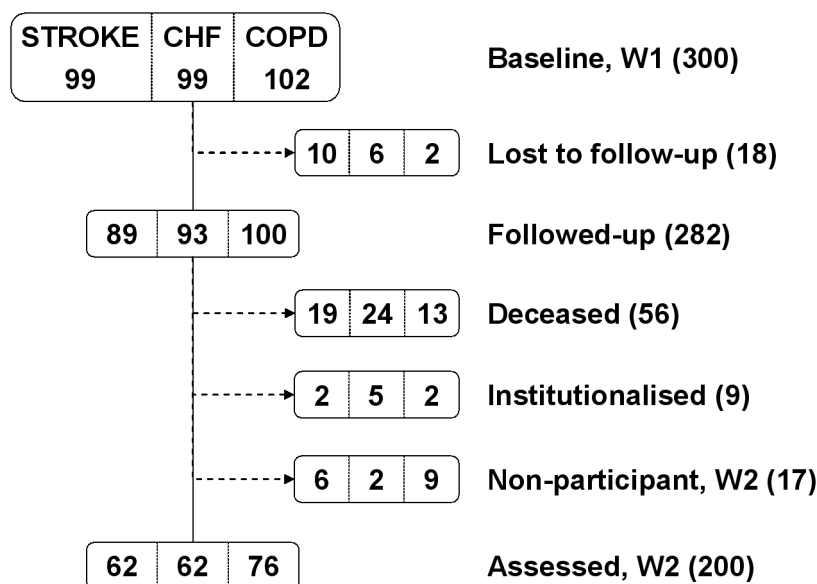 STROKE CHF COPD
99 99 102
Baseline, W1 (300)
10 6 2
Lost to follow-up (18)
89 93 100
Followed-up (282)
19 24 13
Deceased (56)
2 5 2
Institutionalised (9)
6 2 9
Non-participant, W2 (17)
62 62 76
Assessed, W2 (200)